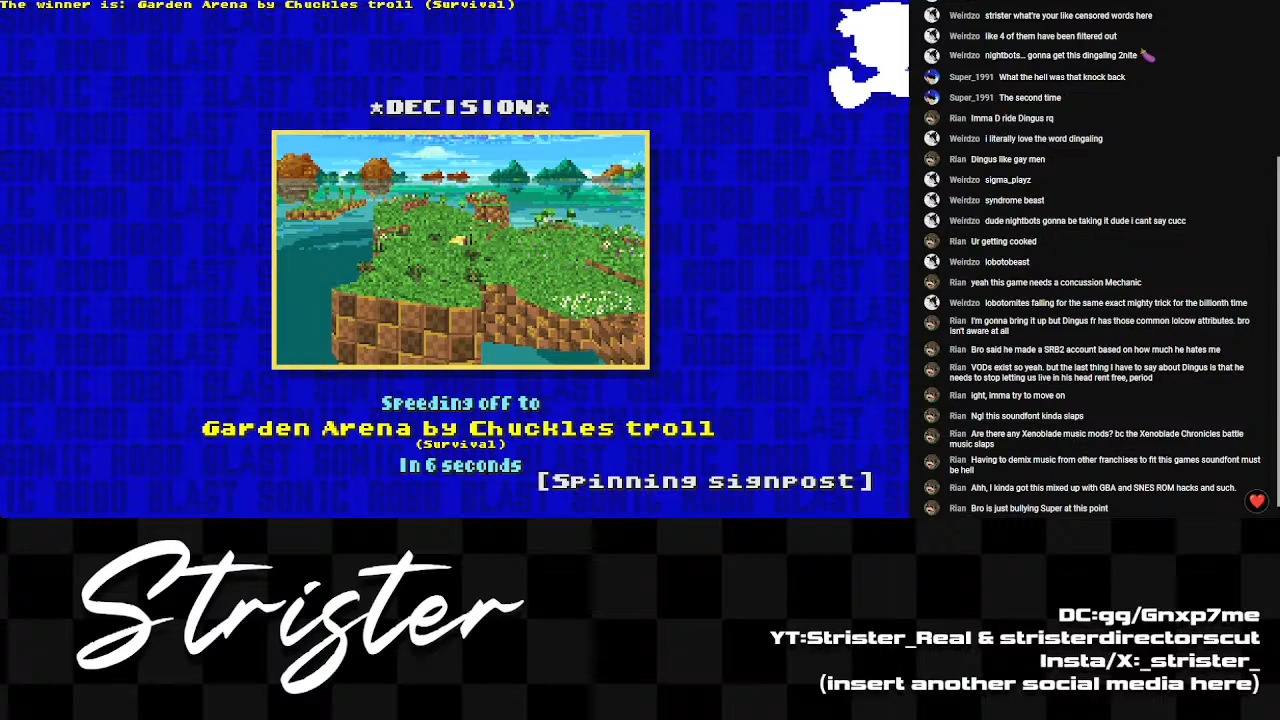 The winner is: Garden Arena by Chuckles troll (Survival)
*DECISION*
Speeding off to
Garden Arena by Chuckles troll
(Survival)
In 6 seconds
[Spinning signpost]
Weirdzo strister what're your like censored words here
Weirdzo like 4 of them have been filtered out
Weirdzo nightbots... gonna get this dingaling 2nite 🍆
Super_1991 What the hell was that knock back
Super_1991 The second time
Rian Imma D ride Dingus rq
Weirdzo i literally love the word dingaling
Rian Dingus like gay men
Weirdzo sigma_playz
Weirdzo syndrome beast
Weirdzo dude nightbots gonna be taking it dude i cant say cucc
Rian Ur getting cooked
Weirdzo lobotobeast
Rian yeah this game needs a concussion Mechanic
Weirdzo lobotomites falling for the same exact mighty trick for the billionth time
Rian I'm gonna bring it up but Dingus fr has those common lolcow attributes. bro
isn't aware at all
Rian Bro said he made a SRB2 account based on how much he hates me
Rian VODs exist so yeah. but the last thing I have to say about Dingus is that he
needs to stop letting us live in his head rent free, period
Rian ight, imma try to move on
Rian Ngl this soundfont kinda slaps
Rian Are there any Xenoblade music mods? bc the Xenoblade Chronicles battle
music slaps
Rian Having to demix music from other franchises to fit this games soundfont must
be hell
Rian Ahh, I kinda got this mixed up with GBA and SNES ROM hacks and such.
Rian Bro is just bullying Super at this point
Strister
DC:gg/Gnxp7me
YT:Strister_Real & stristerdirectorscut
Insta/X:_strister_
(insert another social media here)